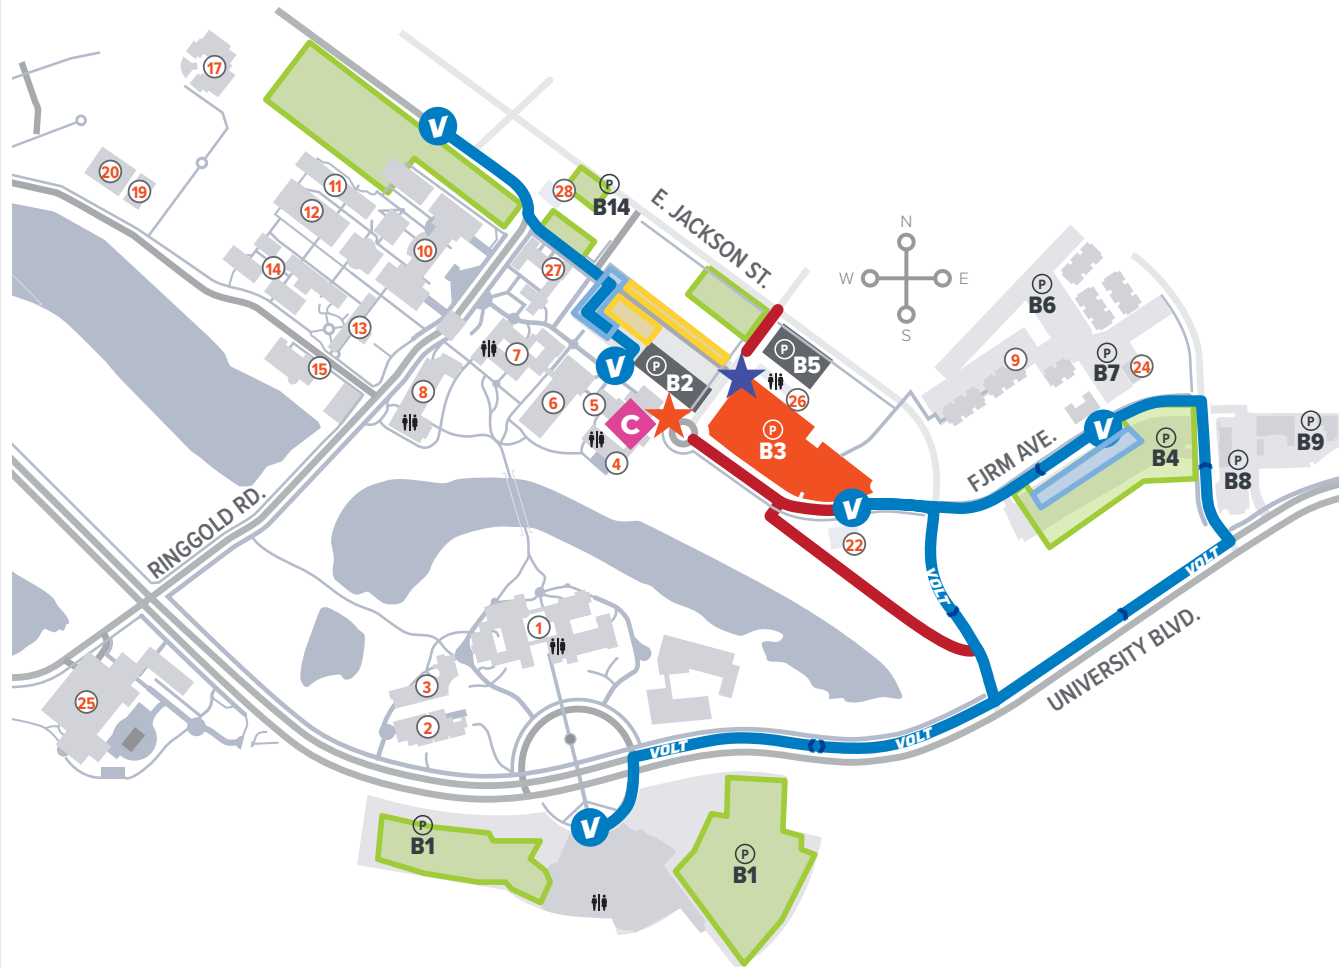 17
V
20
19
11
12
28
P
B14
E. JACKSON ST.
10
14
27
N
W
E
S
P
B6
13
7
15
V
P
B2
P
B5
9
P
B7
24
8
6
5
C
26
P
B3
4
V
FJRM AVE.
P
B4
P
B8
P
B9
RINGGOLD RD.
V
22
VOLT
VOLT
1
3
2
25
UNIVERSITY BLVD.
VOLT
VOLT
V
P
B1
P
B1